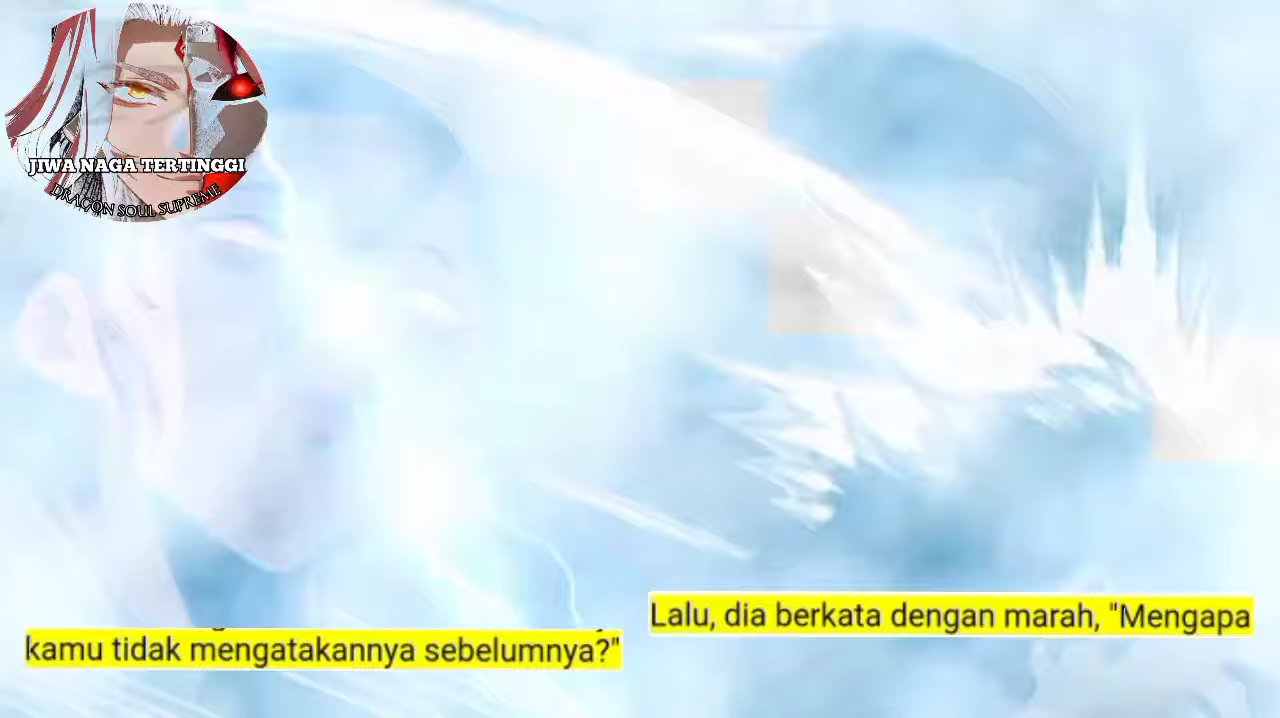 JIWA NAGA TERTINGGI
DRAGON SOUL SUPREME
Lalu, dia berkata dengan marah, "Mengapa
kamu tidak mengatakannya sebelumnya?"